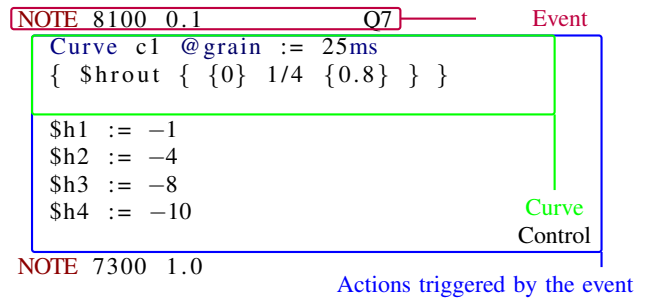 NOTE 8100 0.1 Q7 Event
Curve c1 @grain := 25ms
{ $hrout { {0} 1/4 {0.8} } }
$h1 := −1
$h2 := −4
$h3 := −8
$h4 := −10
Curve
Control
NOTE 7300 1.0
Actions triggered by the event